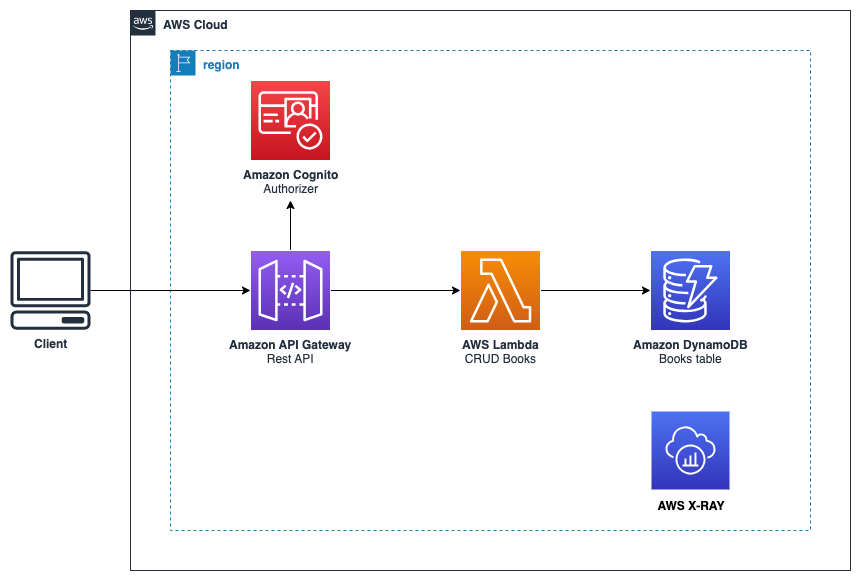 aws
AWS Cloud
region
Amazon Cognito
Authorizer
</>
Client
Amazon API Gateway
Rest API
AWS Lambda
CRUD Books
Amazon DynamoDB
Books table
AWS X-RAY